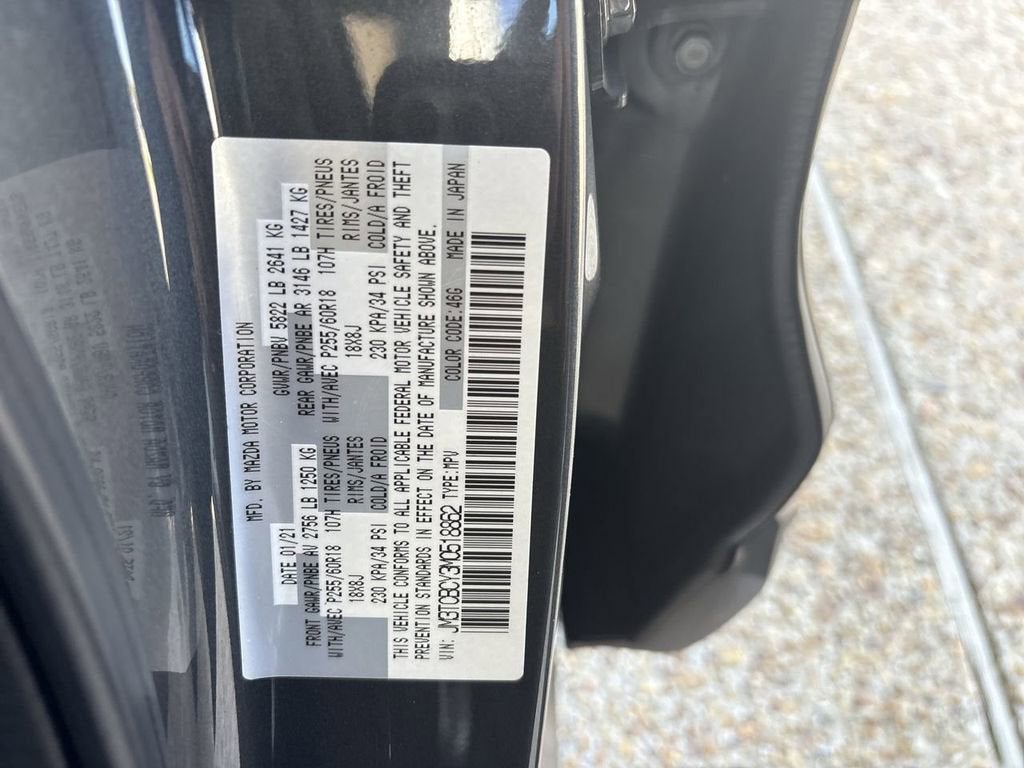 MFD. BY MAZDA MOTOR CORPORATION
DATE 01/21 GVWR/PNBV 5822 LB 2641 KG
FRONT GAWR/PNBE AV 2756 LB 1250 KG REAR GAWR/PNBE AR 3146 LB 1427 KG
WITH/AVEC P255/60R18 107H TIRES/PNEUS WITH/AVEC P255/60R18 107H TIRES/PNEUS
18X8J RIMS/JANTES 18X8J RIMS/JANTES
230 KPA/34 PSI COLD/A FROID 230 KPA/34 PSI COLD/A FROID
THIS VEHICLE CONFORMS TO ALL APPLICABLE FEDERAL MOTOR VEHICLE SAFETY AND THEFT
PREVENTION STANDARDS IN EFFECT ON THE DATE OF MANUFACTURE SHOWN ABOVE.
VIN: JM3TCBCY3M0518862 TYPE:MPV COLOR CODE:46G MADE IN JAPAN